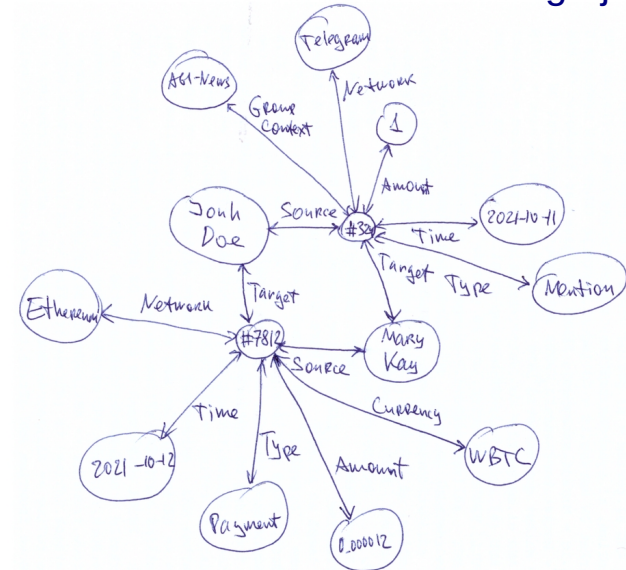 Telegram
AGI-News
Network
Group
Context
1
Amount
Jonh
Doe
Source
#324
Time
2021-10-11
Target
Type
Mention
Ethereum
Network
Target
#7812
Mary
Kay
Source
Time
Currency
2021-10-12
Type
Amount
WBTC
Payment
0.000012